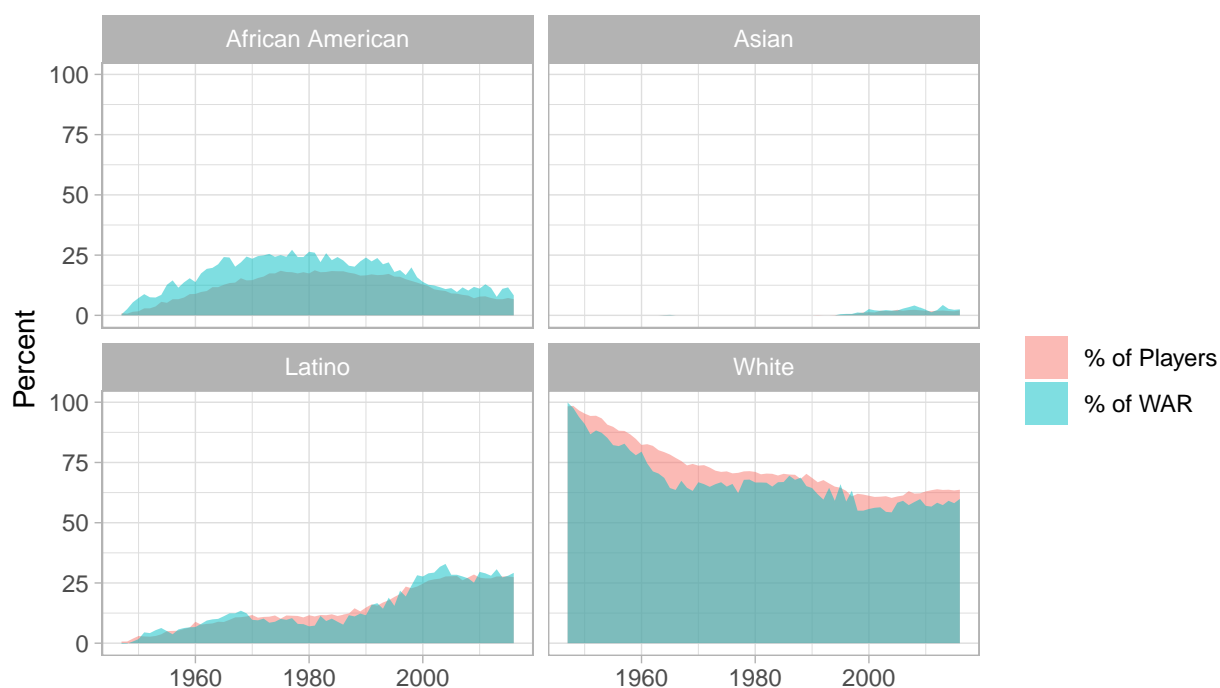 African American
Asian
100
75
50
25
0
Percent
Latino
White
100
75
50
25
0
1960
1980
2000
1960
1980
2000
% of Players
% of WAR